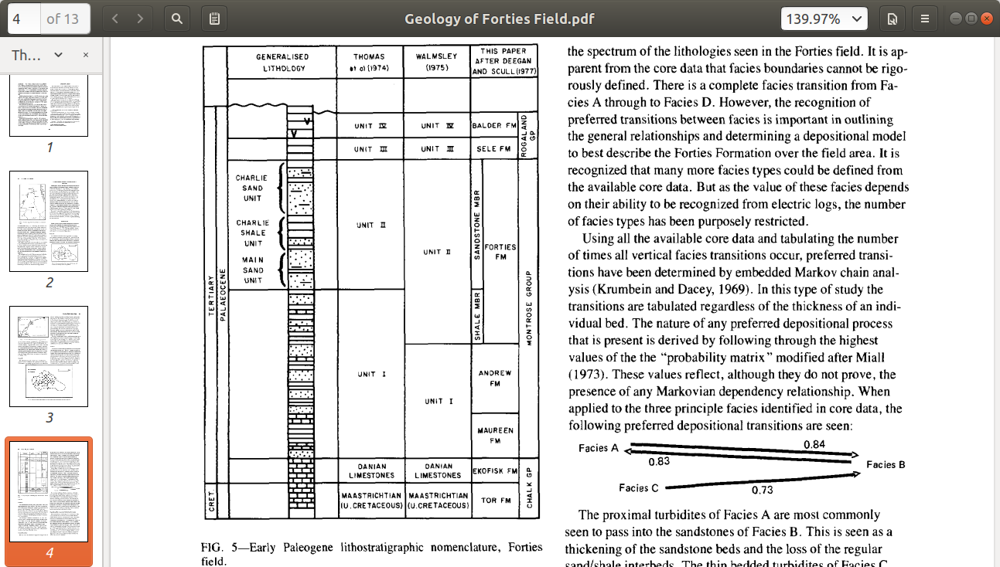 4 of 13
Geology of Forties Field.pdf
139.97%
Th...
×
1
2
3
4
GENERALISED
LITHOLOGY
THOMAS
et al (1974)
WALMSLEY
(1975)
THIS PAPER
AFTER DEEGAN
AND SCULL (1977)
TERTIARY
PALAEOCENE
CRET.
CHARLIE
SAND
UNIT
CHARLIE
SHALE
UNIT
MAIN
SAND
UNIT
V
V
UNIT IV
UNIT III
UNIT II
UNIT I
DANIAN
LIMESTONES
MAASTRICHTIAN
(U. CRETACEOUS)
UNIT IV
UNIT III
UNIT II
UNIT I
DANIAN
LIMESTONES
MAASTRICHTIAN
(U. CRETACEOUS)
BALDER FM
SELE FM
SANDSTONE MBR
SHALE MBR
FORTIES
FM
ANDREW
FM
MAUREEN
FM
EKOFISK FM
TOR FM
ROGALAND
GP
MONTROSE GROUP
CHALK GP
FIG. 5—Early Paleogene lithostratigraphic nomenclature, Forties
field.
the spectrum of the lithologies seen in the Forties field. It is ap-
parent from the core data that facies boundaries cannot be rigo-
rously defined. There is a complete facies transition from Fa-
cies A through to Facies D. However, the recognition of
preferred transitions between facies is important in outlining
the general relationships and determining a depositional model
to best describe the Forties Formation over the field area. It is
recognized that many more facies types could be defined from
the available core data. But as the value of these facies depends
on their ability to be recognized from electric logs, the number
of facies types has been purposely restricted.
Using all the available core data and tabulating the number
of times all vertical facies transitions occur, preferred transi-
tions have been determined by embedded Markov chain anal-
ysis (Krumbein and Dacey, 1969). In this type of study the
transitions are tabulated regardless of the thickness of an indi-
vidual bed. The nature of any preferred depositional process
that is present is derived by following through the highest
values of the the “probability matrix” modified after Miall
(1973). These values reflect, although they do not prove, the
presence of any Markovian dependency relationship. When
applied to the three principle facies identified in core data, the
following preferred depositional transitions are seen:
Facies A
0.84
0.83
Facies B
Facies C
0.73
The proximal turbidites of Facies A are most commonly
seen to pass into the sandstones of Facies B. This is seen as a
thickening of the sandstone beds and the loss of the regular
sand/shale interbeds. The thin bedded turbidites of Facies C